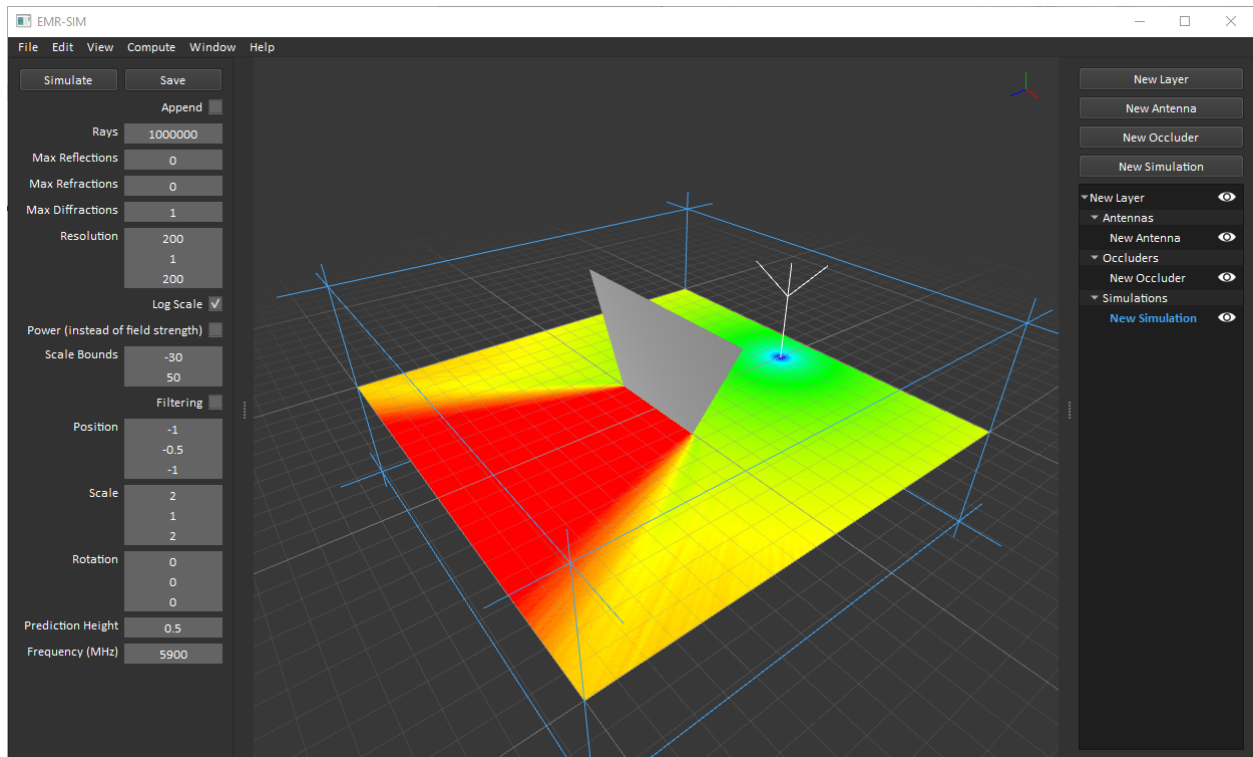 EMR-SIM
File Edit View Compute Window Help
Simulate Save
Append
Rays 1000000
Max Reflections 0
Max Refractions 0
Max Diffractions 1
Resolution 200
1
200
Log Scale
Power (instead of field strength)
Scale Bounds -30
50
Filtering
Position -1
-0.5
-1
Scale 2
1
2
Rotation 0
0
0
Prediction Height 0.5
Frequency (MHz) 5900
New Layer
New Antenna
New Occluder
New Simulation
New Layer
Antennas
New Antenna
Occluders
New Occluder
Simulations
New Simulation